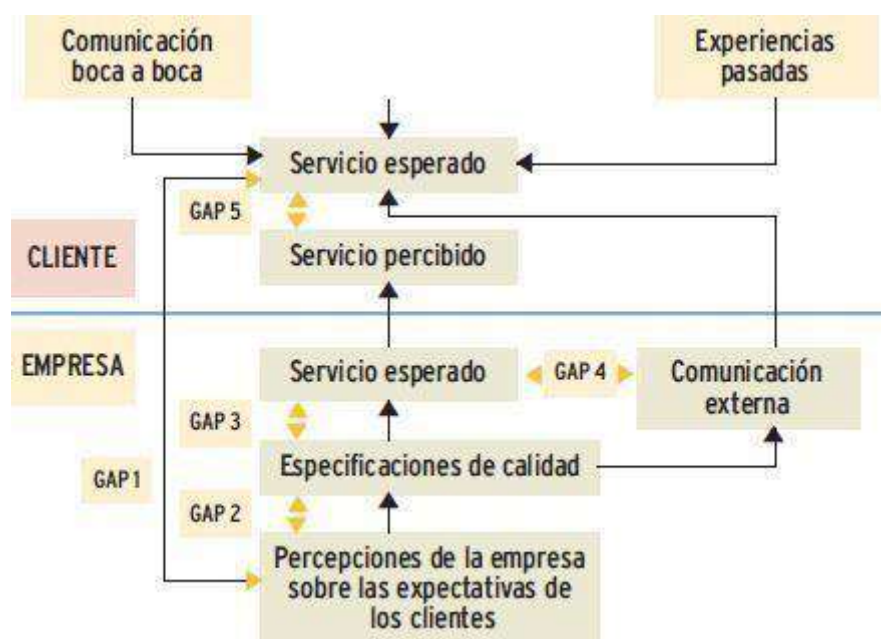 Comunicación
boca a boca
Experiencias
pasadas
Servicio esperado
GAP 5
CLIENTE
Servicio percibido
EMPRESA
Servicio esperado
GAP 4
Comunicación
externa
GAP 3
Especificaciones de calidad
GAP 1
GAP 2
Percepciones de la empresa
sobre las expectativas de
los clientes